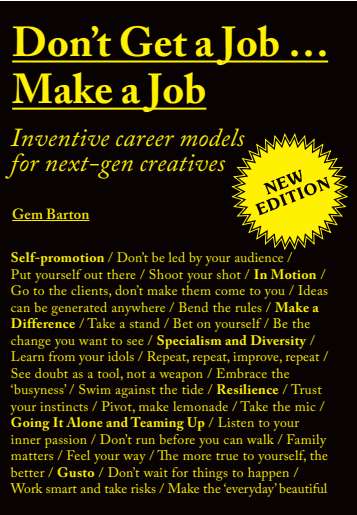 Don’t Get a Job …
Make a Job
Inventive career models
for next-gen creatives
NEW
EDITION
Gem Barton
Self-promotion / Don’t be led by your audience /
Put yourself out there / Shoot your shot / In Motion /
Go to the clients, don’t make them come to you / Ideas
can be generated anywhere / Bend the rules / Make a
Difference / Take a stand / Bet on yourself / Be the
change you want to see / Specialism and Diversity /
Learn from your idols / Repeat, repeat, improve, repeat /
See doubt as a tool, not a weapon / Embrace the
‘busyness’ / Swim against the tide / Resilience / Trust
your instincts / Pivot, make lemonade / Take the mic /
Going It Alone and Teaming Up / Listen to your
inner passion / Don’t run before you can walk / Family
matters / Feel your way / The more true to yourself, the
better / Gusto / Don’t wait for things to happen /
Work smart and take risks / Make the ‘everyday’ beautiful